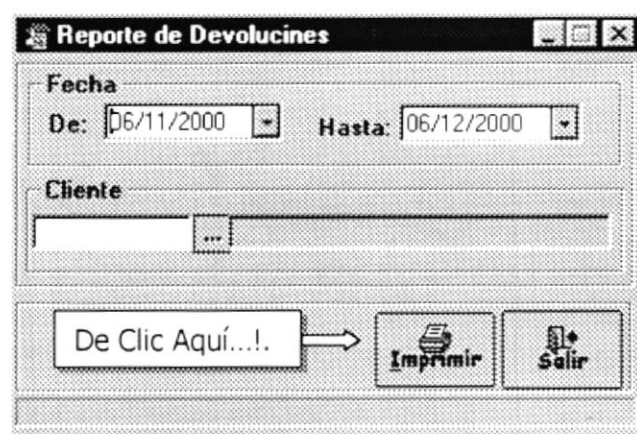 Reporte de Devolucines
Fecha
De: 06/11/2000 Hasta: 06/12/2000
Cliente
...
De Clic Aquí...!.
Imprimir Salir